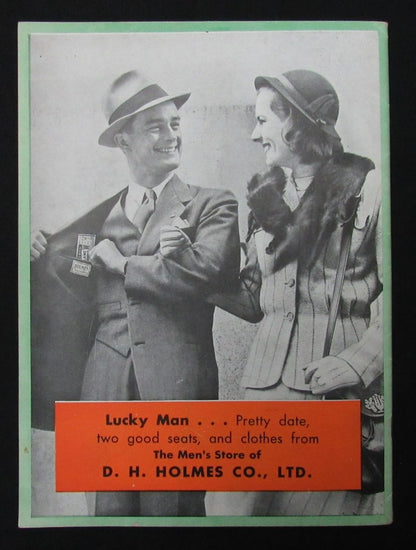 Lucky Man . . . Pretty date,
two good seats, and clothes from
The Men's Store of
D. H. HOLMES CO., LTD.